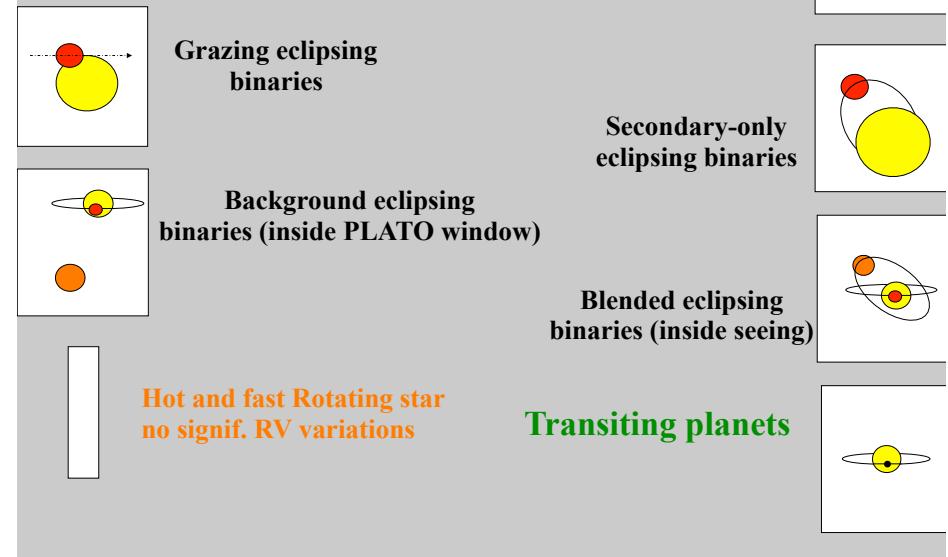 Grazing eclipsing
binaries
Secondary-only
eclipsing binaries
Background eclipsing
binaries (inside PLATO window)
Blended eclipsing
binaries (inside seeing)
Hot and fast Rotating star
no signif. RV variations
Transiting planets